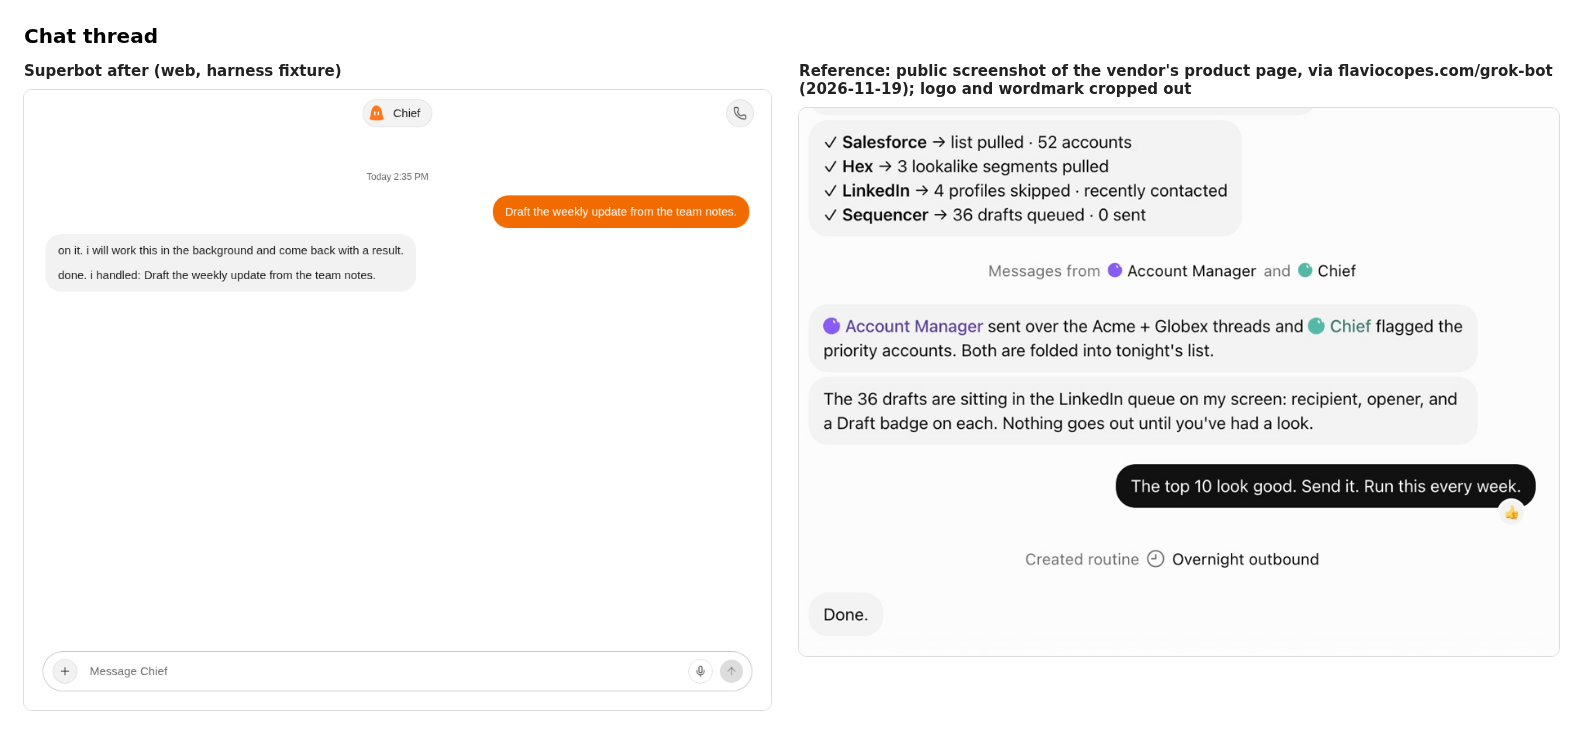 Chat thread
Superbot after (web, harness fixture)
Chief
Today 2:35 PM
Draft the weekly update from the team notes.
on it. i will work this in the background and come back with a result.
done. i handled: Draft the weekly update from the team notes.
Message Chief
Reference: public screenshot of the vendor's product page, via flaviocopes.com/grok-bot
(2026-11-19); logo and wordmark cropped out
✓ Salesforce → list pulled · 52 accounts
✓ Hex → 3 lookalike segments pulled
✓ LinkedIn → 4 profiles skipped · recently contacted
✓ Sequencer → 36 drafts queued · 0 sent
Messages from Account Manager and Chief
Account Manager sent over the Acme + Globex threads and Chief flagged the
priority accounts. Both are folded into tonight's list.
The 36 drafts are sitting in the LinkedIn queue on my screen: recipient, opener, and
a Draft badge on each. Nothing goes out until you've had a look.
The top 10 look good. Send it. Run this every week.
Created routine Overnight outbound
Done.